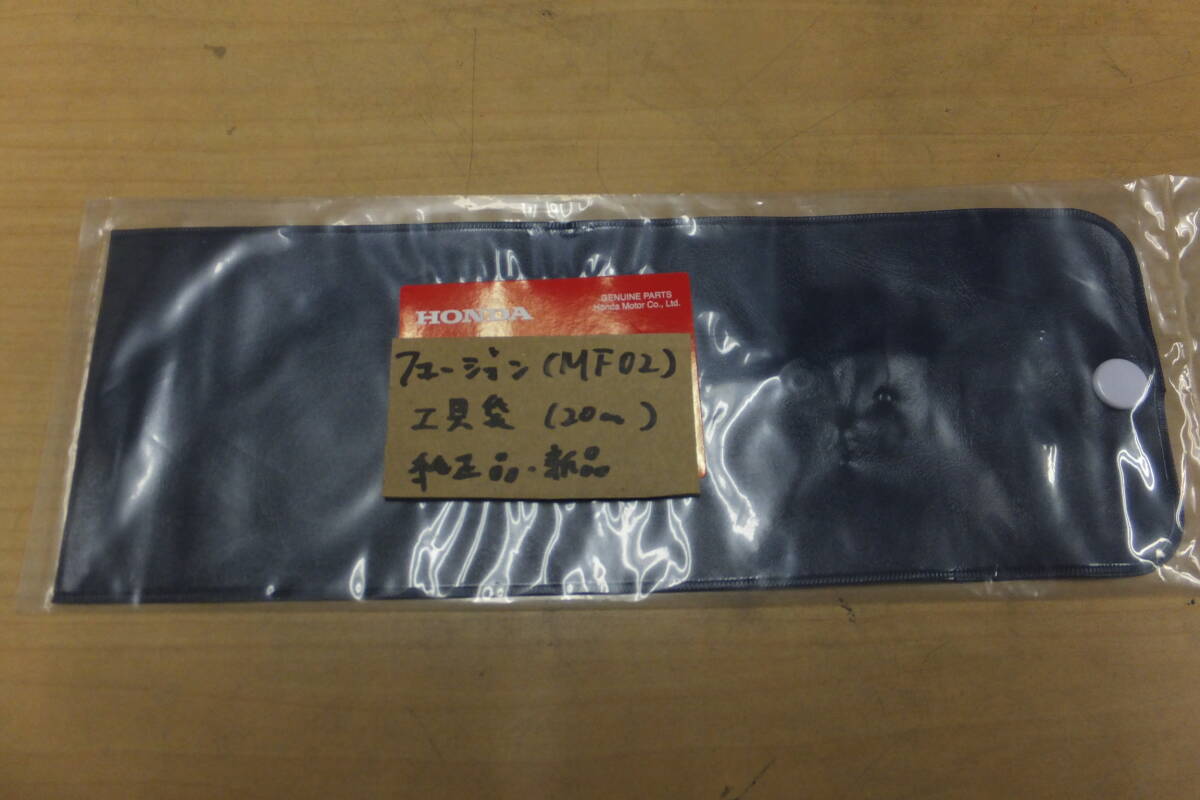 HONDA
GENUINE PARTS
Honda Motor Co., Ltd.
フュージョン(MF02)
工具袋 (20㎝)
純正品・新品